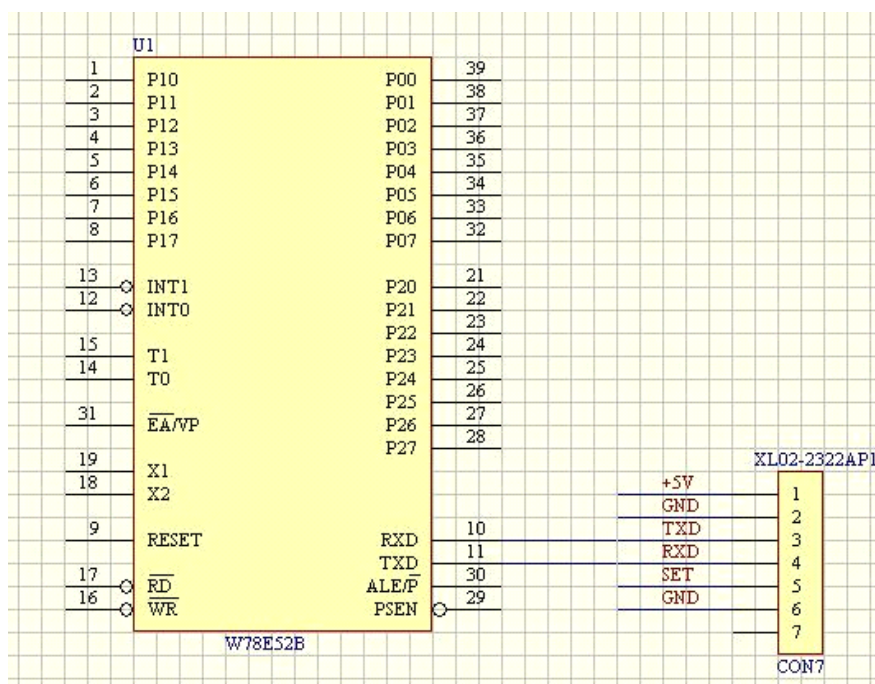 U1
1 P10 P00 39
2 P11 P01 38
3 P12 P02 37
4 P13 P03 36
5 P14 P04 35
6 P15 P05 34
7 P16 P06 33
8 P17 P07 32
13 INT1 P20 21
12 INT0 P21 22
P22 23
15 T1 P23 24
14 T0 P24 25
P25 26
31 EA/VP P26 27
P27 28
19 X1
18 X2
9 RESET RXD 10
TXD 11
17 RD ALE/P 30
16 WR PSEN 29
W78E52B
XL02-2322AP1
+5V 1
GND 2
TXD 3
RXD 4
SET 5
GND 6
7
CON7